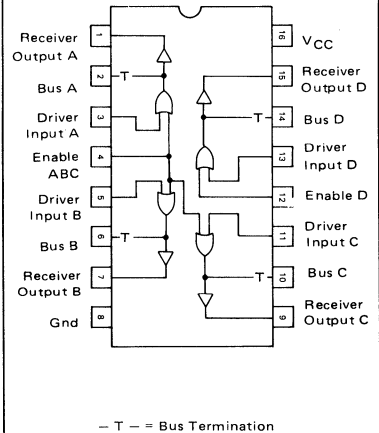 Receiver
Output A
1
16
VCC
Bus A
2
T
15
Receiver
Output D
Driver
Input A
3
T
14
Bus D
Enable
ABC
4
13
Driver
Input D
Driver
Input B
5
12
Enable D
Bus B
6
T
11
Driver
Input C
Receiver
Output B
7
T
10
Bus C
Gnd
8
9
Receiver
Output C
– T – = Bus Termination